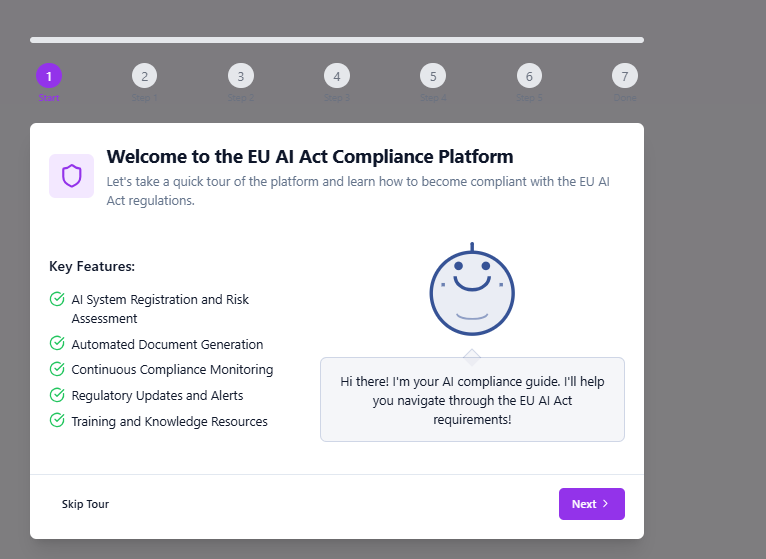 1 2 3 4 5 6 7
Start Step 1 Step 2 Step 3 Step 4 Step 5 Done
Welcome to the EU AI Act Compliance Platform
Let's take a quick tour of the platform and learn how to become compliant with the EU AI
Act regulations.
Key Features:
AI System Registration and Risk
Assessment
Automated Document Generation
Continuous Compliance Monitoring
Regulatory Updates and Alerts
Training and Knowledge Resources
Hi there! I'm your AI compliance guide. I'll help
you navigate through the EU AI Act
requirements!
Skip Tour
Next